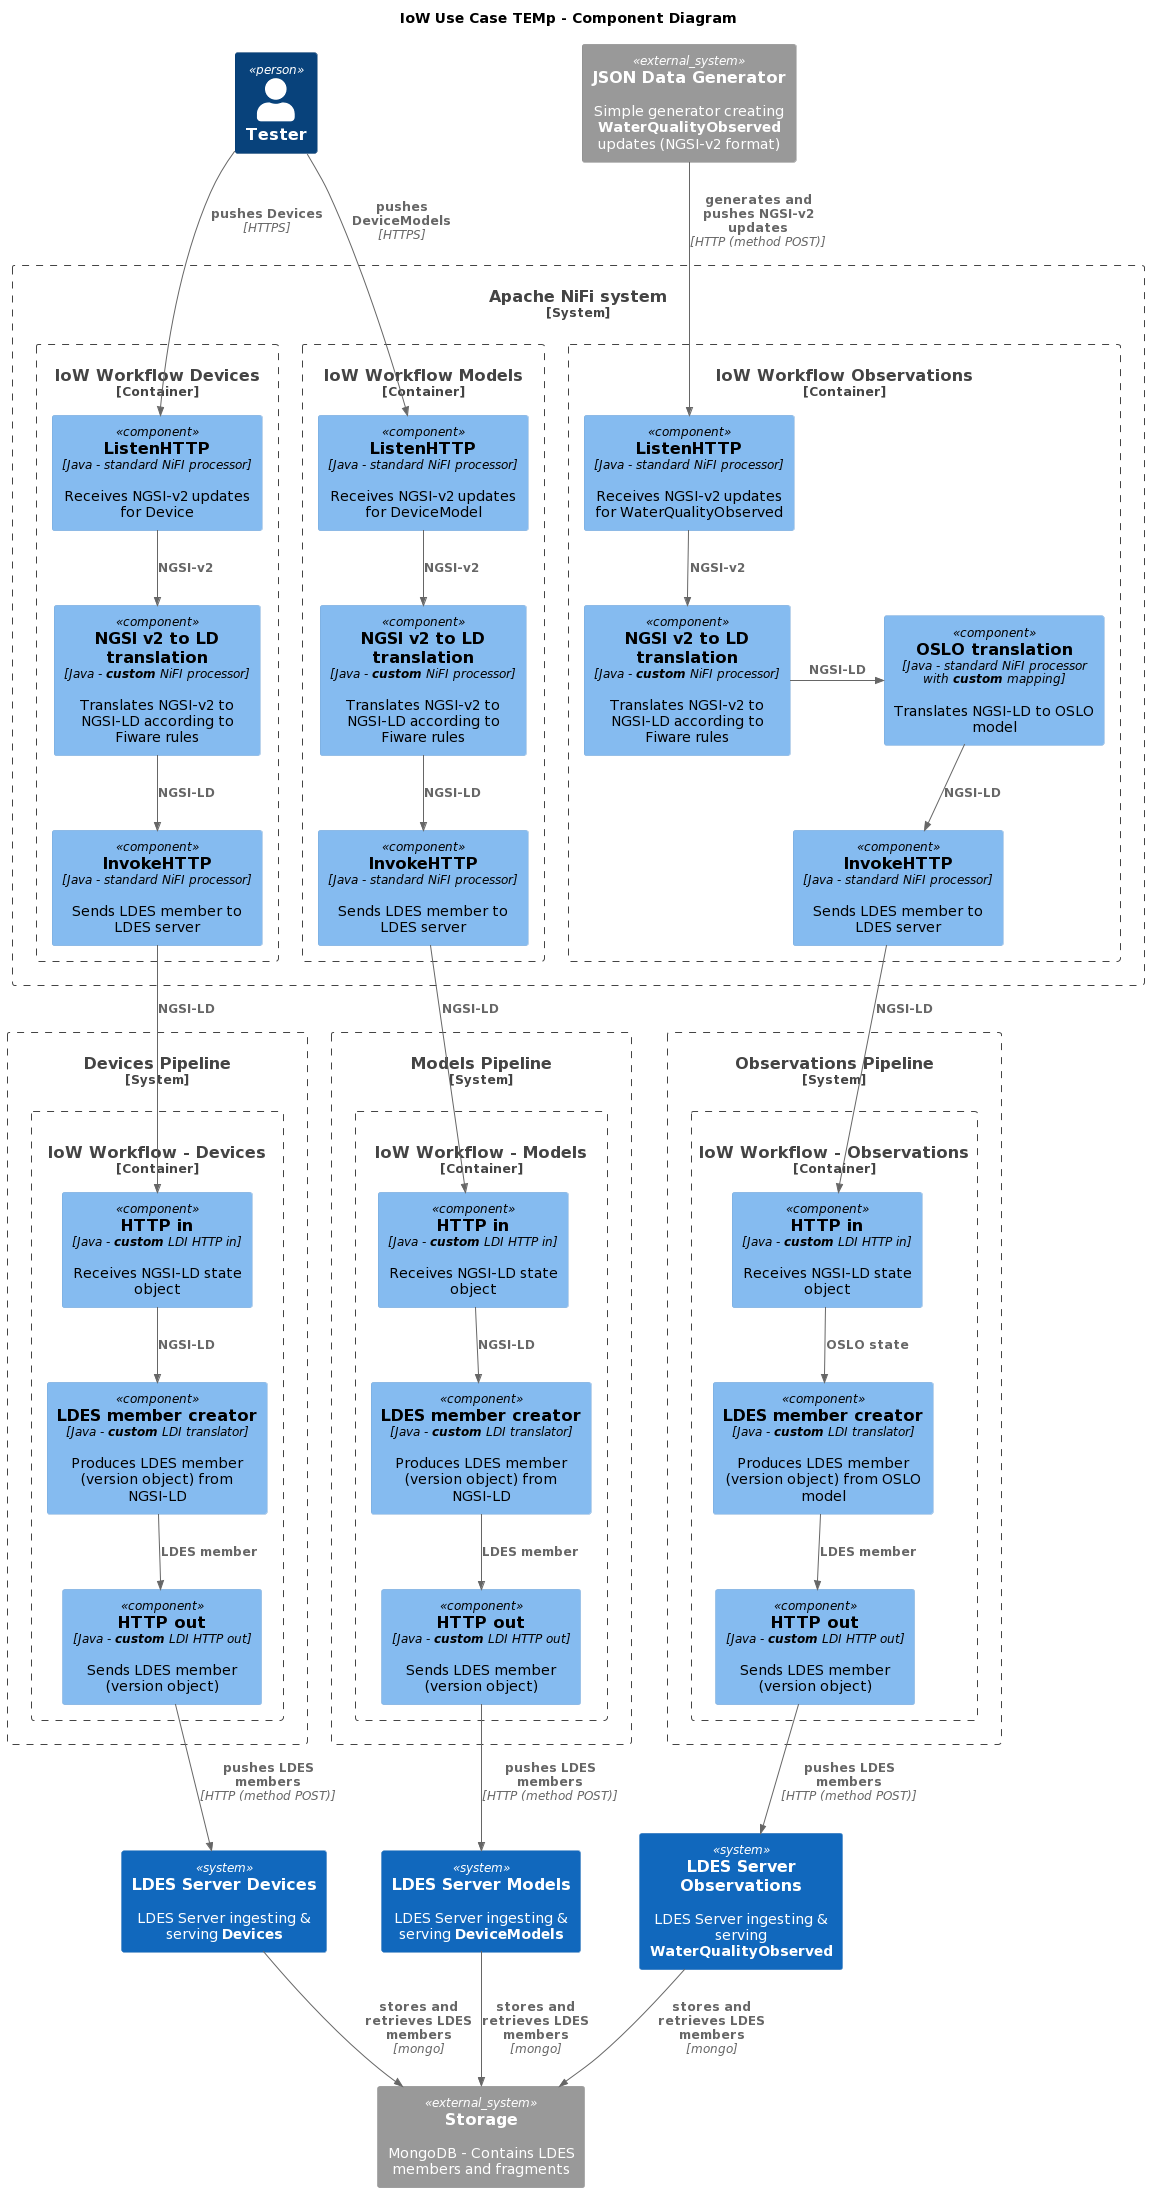 IoW Use Case TEMp - Component Diagram
«person»
Tester
«external_system»
JSON Data Generator
Simple generator creating
WaterQualityObserved
updates (NGSI-v2 format)
pushes Devices
[HTTPS]
pushes
DeviceModels
[HTTPS]
generates and
pushes NGSI-v2
updates
[HTTP (method POST)]
Apache NiFi system
[System]
IoW Workflow Devices
[Container]
«component»
ListenHTTP
[Java - standard NiFI processor]
Receives NGSI-v2 updates
for Device
NGSI-v2
«component»
NGSI v2 to LD
translation
[Java - custom NiFI processor]
Translates NGSI-v2 to
NGSI-LD according to
Fiware rules
NGSI-LD
«component»
InvokeHTTP
[Java - standard NiFI processor]
Sends LDES member to
LDES server
IoW Workflow Models
[Container]
«component»
ListenHTTP
[Java - standard NiFI processor]
Receives NGSI-v2 updates
for DeviceModel
NGSI-v2
«component»
NGSI v2 to LD
translation
[Java - custom NiFI processor]
Translates NGSI-v2 to
NGSI-LD according to
Fiware rules
NGSI-LD
«component»
InvokeHTTP
[Java - standard NiFI processor]
Sends LDES member to
LDES server
IoW Workflow Observations
[Container]
«component»
ListenHTTP
[Java - standard NiFI processor]
Receives NGSI-v2 updates
for WaterQualityObserved
NGSI-v2
«component»
NGSI v2 to LD
translation
[Java - custom NiFI processor]
Translates NGSI-v2 to
NGSI-LD according to
Fiware rules
NGSI-LD
«component»
OSLO translation
[Java - standard NiFi processor
with custom mapping]
Translates NGSI-LD to OSLO
model
NGSI-LD
«component»
InvokeHTTP
[Java - standard NiFI processor]
Sends LDES member to
LDES server
NGSI-LD
NGSI-LD
NGSI-LD
Devices Pipeline
[System]
IoW Workflow - Devices
[Container]
«component»
HTTP in
[Java - custom LDI HTTP in]
Receives NGSI-LD state
object
NGSI-LD
«component»
LDES member creator
[Java - custom LDI translator]
Produces LDES member
(version object) from
NGSI-LD
LDES member
«component»
HTTP out
[Java - custom LDI HTTP out]
Sends LDES member
(version object)
Models Pipeline
[System]
IoW Workflow - Models
[Container]
«component»
HTTP in
[Java - custom LDI HTTP in]
Receives NGSI-LD state
object
NGSI-LD
«component»
LDES member creator
[Java - custom LDI translator]
Produces LDES member
(version object) from
NGSI-LD
LDES member
«component»
HTTP out
[Java - custom LDI HTTP out]
Sends LDES member
(version object)
Observations Pipeline
[System]
IoW Workflow - Observations
[Container]
«component»
HTTP in
[Java - custom LDI HTTP in]
Receives NGSI-LD state
object
OSLO state
«component»
LDES member creator
[Java - custom LDI translator]
Produces LDES member
(version object) from OSLO
model
LDES member
«component»
HTTP out
[Java - custom LDI HTTP out]
Sends LDES member
(version object)
pushes LDES
members
[HTTP (method POST)]
pushes LDES
members
[HTTP (method POST)]
pushes LDES
members
[HTTP (method POST)]
«system»
LDES Server Devices
LDES Server ingesting &
serving Devices
«system»
LDES Server Models
LDES Server ingesting &
serving DeviceModels
«system»
LDES Server
Observations
LDES Server ingesting &
serving
WaterQualityObserved
stores and
retrieves LDES
members
[mongo]
stores and
retrieves LDES
members
[mongo]
stores and
retrieves LDES
members
[mongo]
«external_system»
Storage
MongoDB - Contains LDES
members and fragments